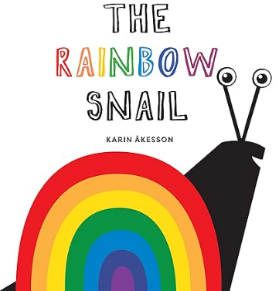 THE
RAINBOW
SNAIL
KARIN ÅKESSON